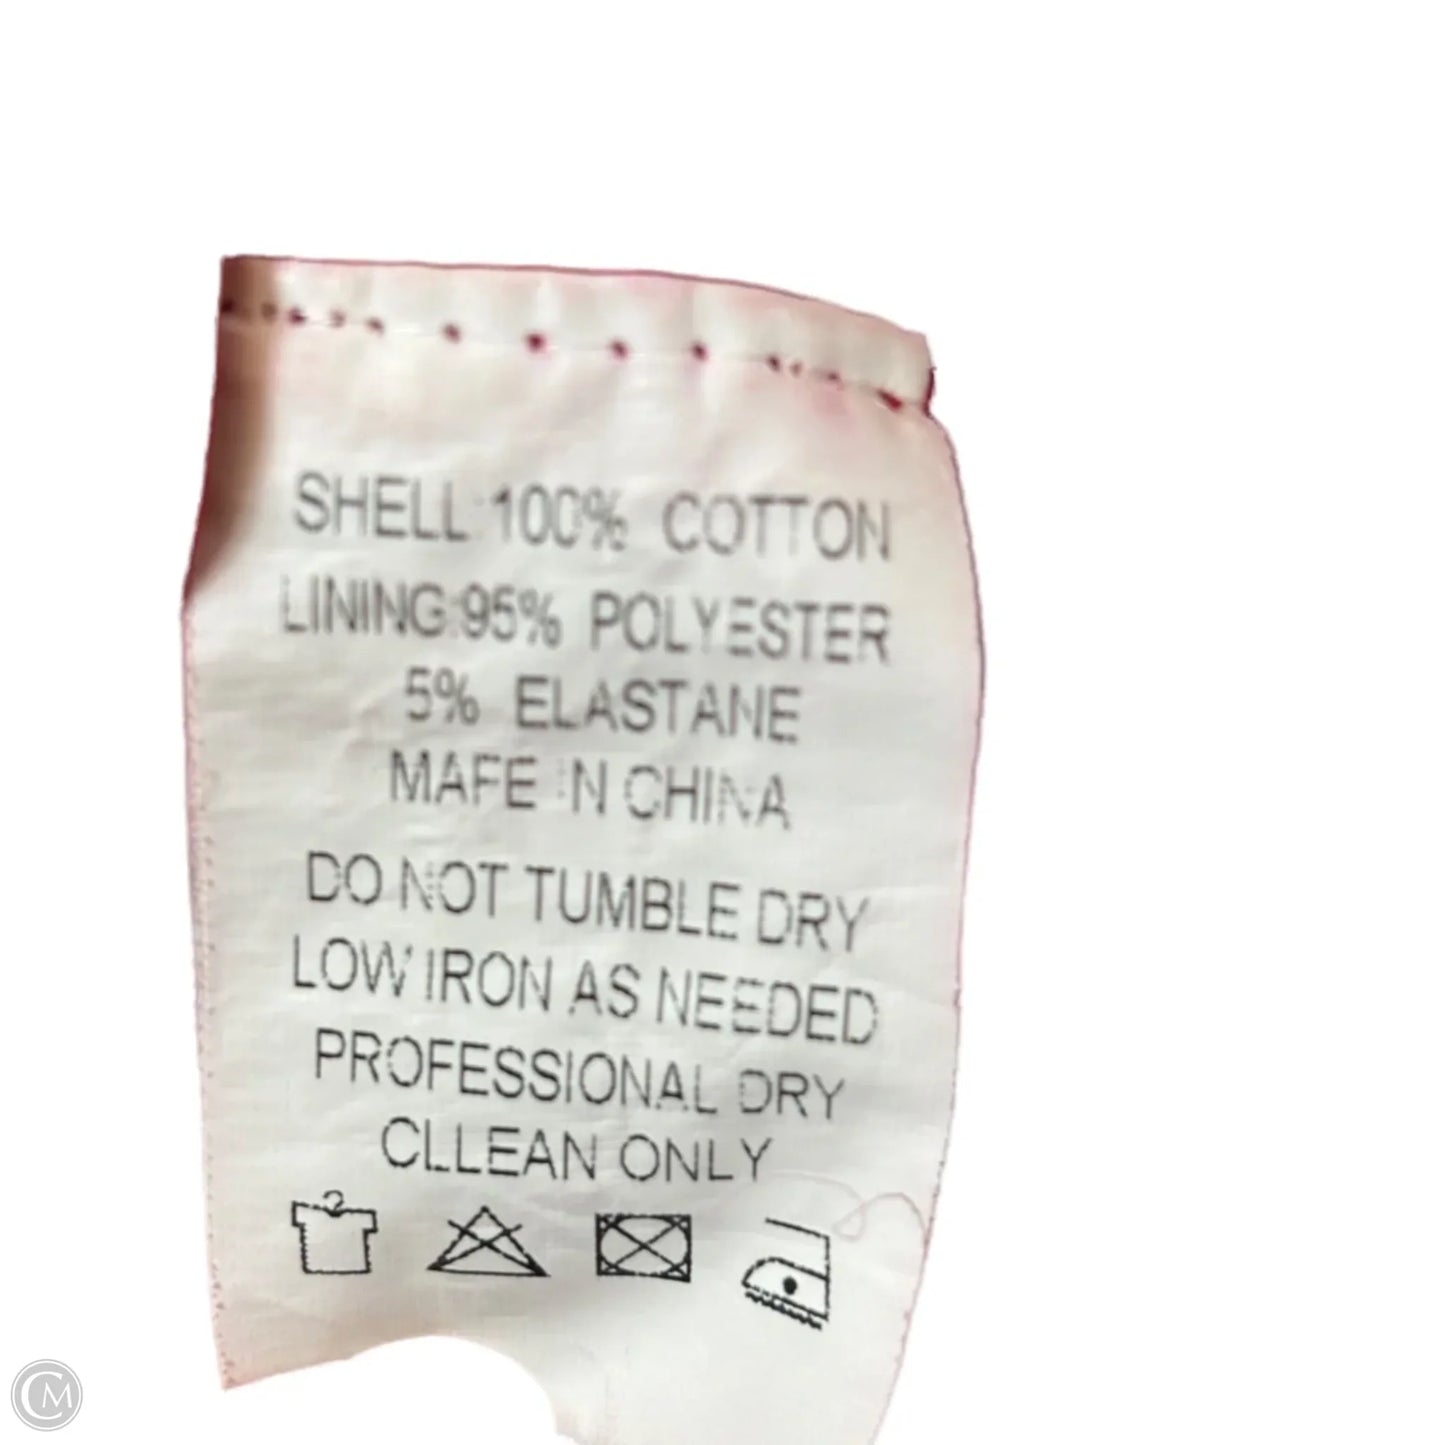 SHELL:100% COTTON
LINING:95% POLYESTER
5% ELASTANE
MAFE IN CHINA
DO NOT TUMBLE DRY
LOW IRON AS NEEDED
PROFESSIONAL DRY
CLLEAN ONLY
CM